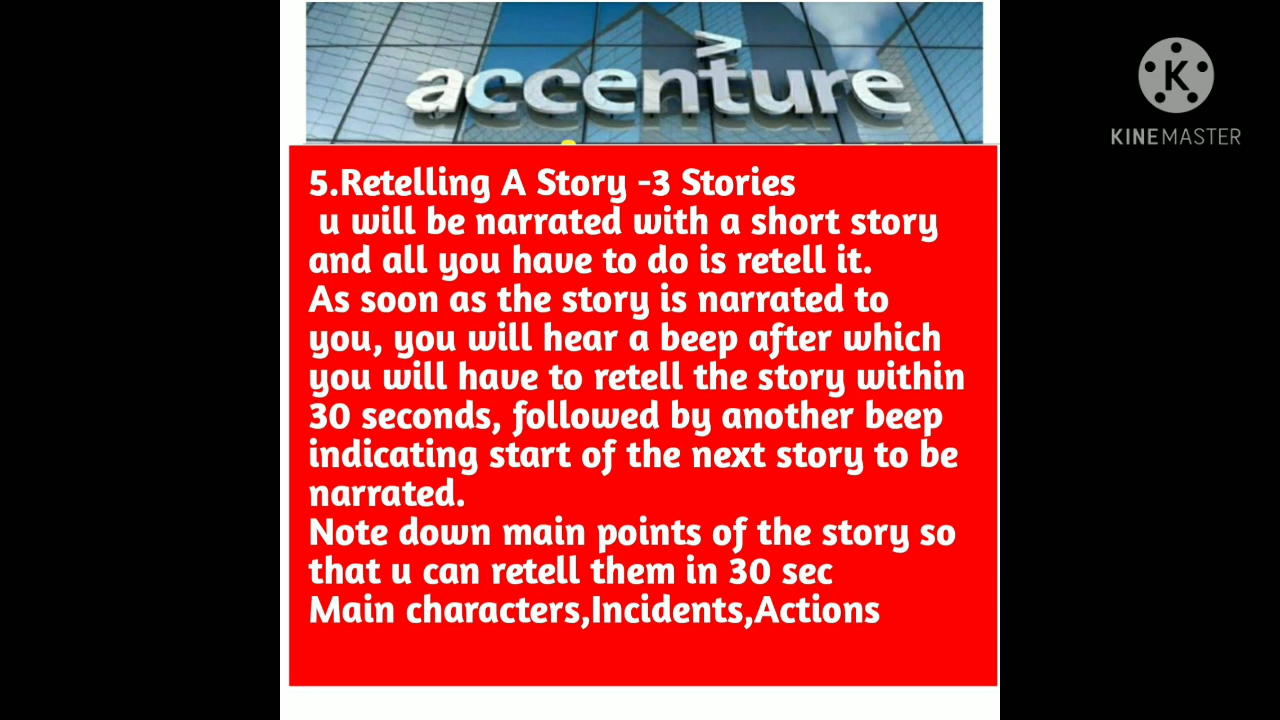 accenture
K
KINEMASTER
5.Retelling A Story -3 Stories
u will be narrated with a short story
and all you have to do is retell it.
As soon as the story is narrated to
you, you will hear a beep after which
you will have to retell the story within
30 seconds, followed by another beep
indicating start of the next story to be
narrated.
Note down main points of the story so
that u can retell them in 30 sec
Main characters,Incidents,Actions